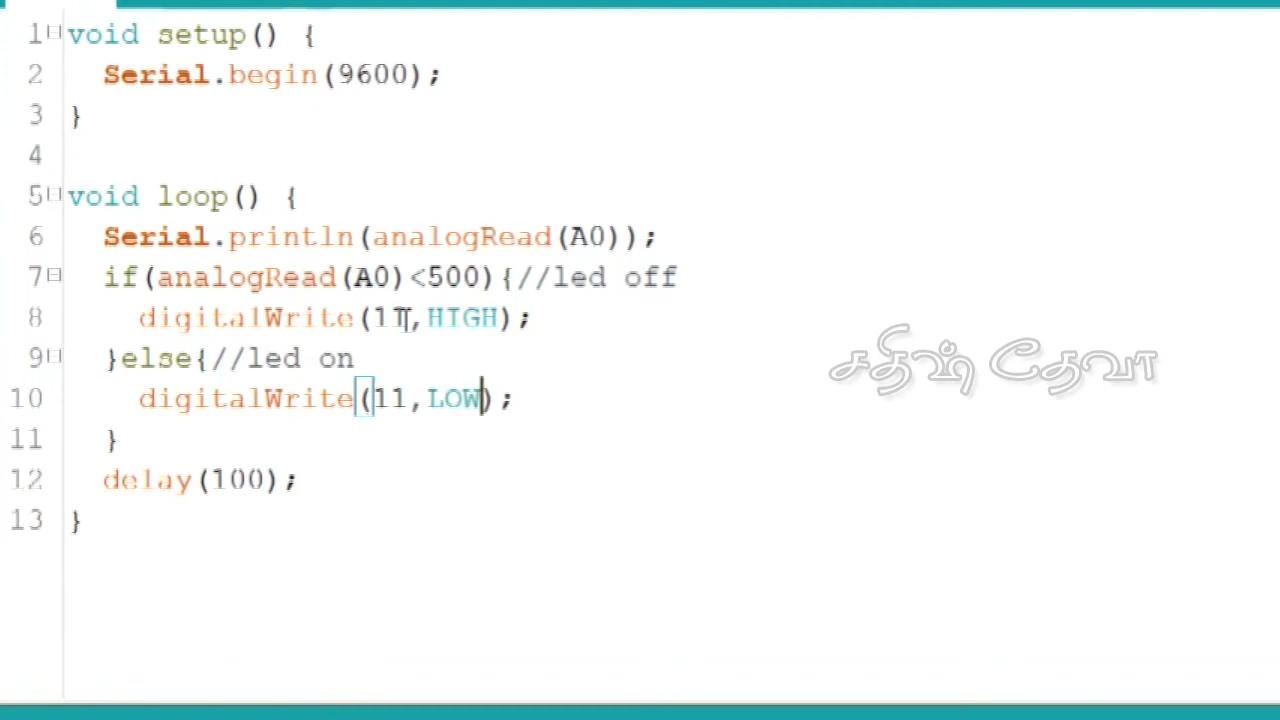 1 void setup() {
2 Serial.begin(9600);
3 }
4
5 void loop() {
6 Serial.println(analogRead(A0));
7 if(analogRead(A0)<500){//led off
8 digitalWrite(11,HIGH);
9 }else{//led on
10 digitalWrite(11,LOW);
11 }
12 delay(100);
13 }
சதிஷ் தேவா